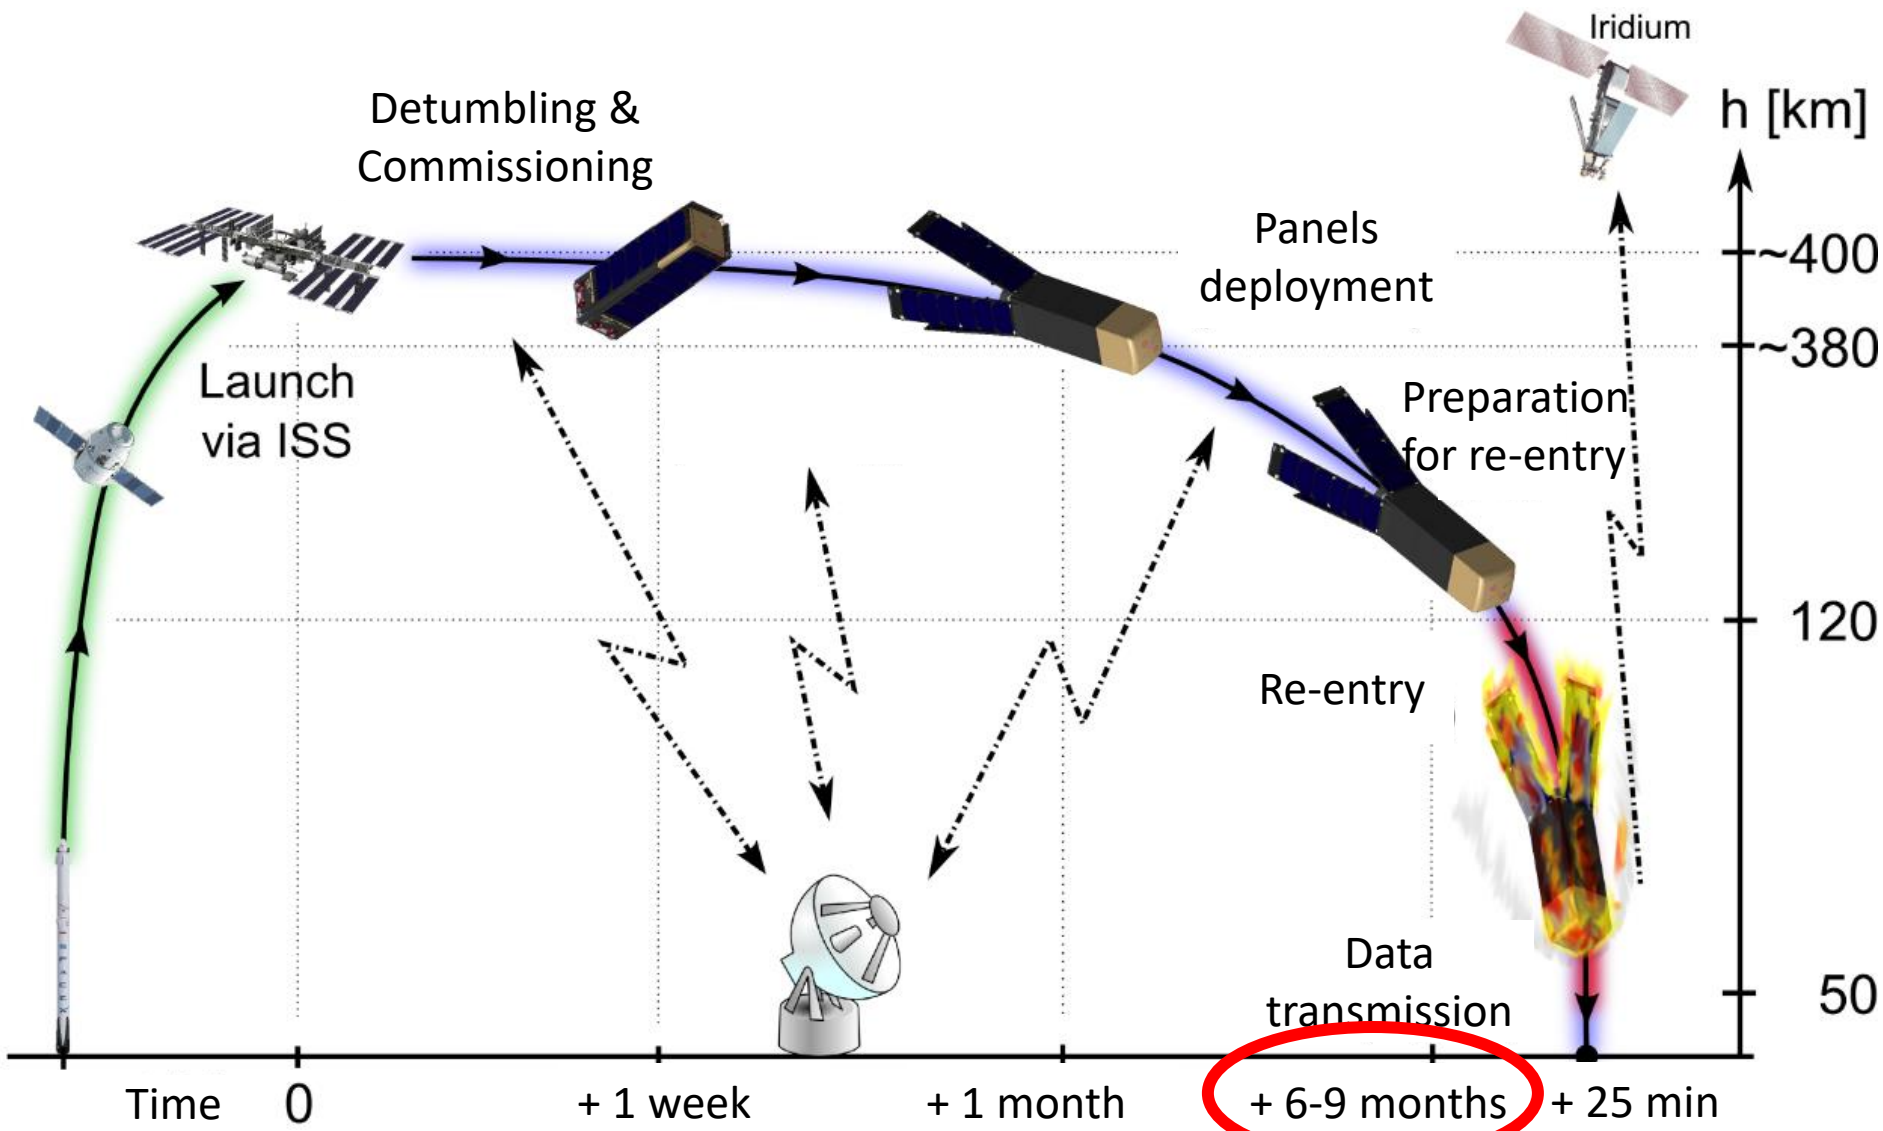 Iridium
h [km]
Detumbling &
Commissioning
Panels
deployment
~400
~380
Launch
via ISS
Preparation
for re-entry
120
Re-entry
Data
transmission
50
Time
0
+ 1 week
+ 1 month
+ 6-9 months
+ 25 min